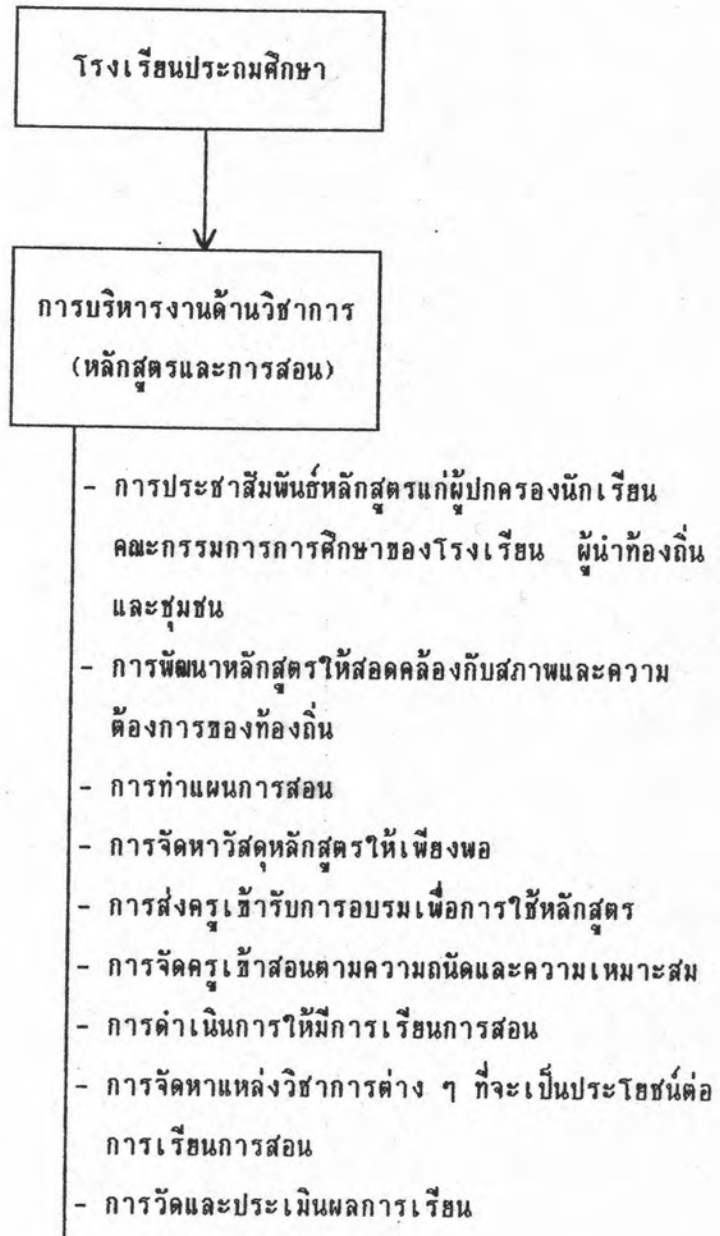 โรงเรียนประถมศึกษา
การบริหารงานด้านวิชาการ
(หลักสูตรและการสอน)
- การประชาสัมพันธ์หลักสูตรแก่ผู้ปกครองนักเรียน
คณะกรรมการการศึกษาของโรงเรียน ผู้นำท้องถิ่น
และชุมชน
- การพัฒนาหลักสูตรให้สอดคล้องกับสภาพและความ
ต้องการของท้องถิ่น
- การทำแผนการสอน
- การจัดหาวัสดุหลักสูตรให้เพียงพอ
- การส่งครูเข้ารับการอบรมเพื่อการใช้หลักสูตร
- การจัดครูเข้าสอนตามความถนัดและความเหมาะสม
- การดำเนินการให้มีการเรียนการสอน
- การจัดหาแหล่งวิชาการต่าง ๆ ที่จะเป็นประโยชน์ต่อ
การเรียนการสอน
- การวัดและประเมินผลการเรียน